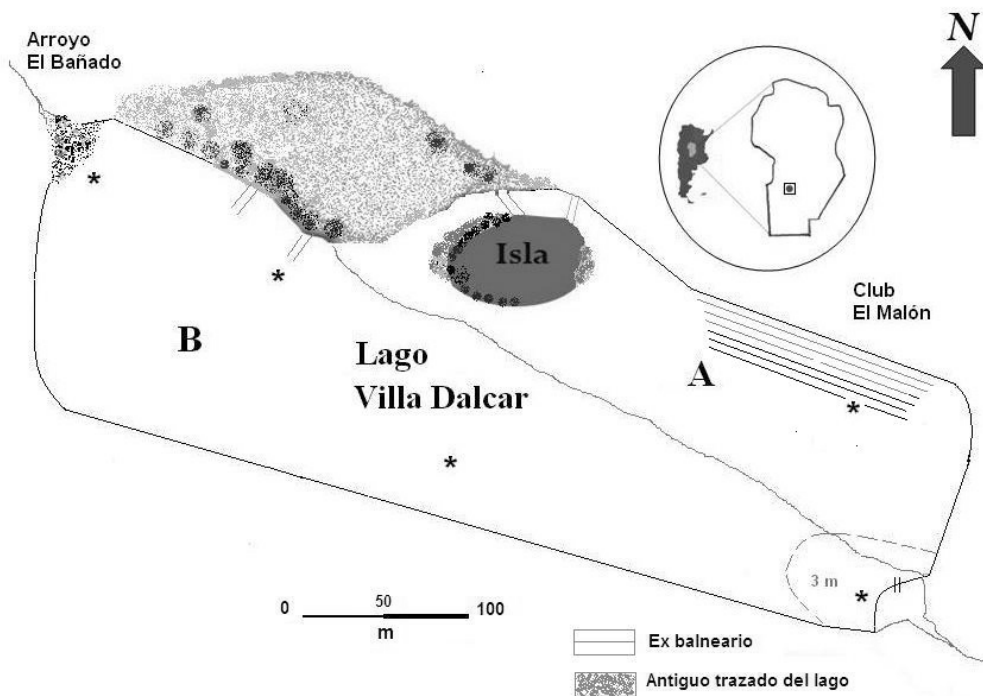 Arroyo
El Bañado
N
Isla
Club
El Malón
B
Lago
Villa Dalcar
A
*
*
*
*
*
3 m
0 50 100
m
Ex balneario
Antiguo trazado del lago